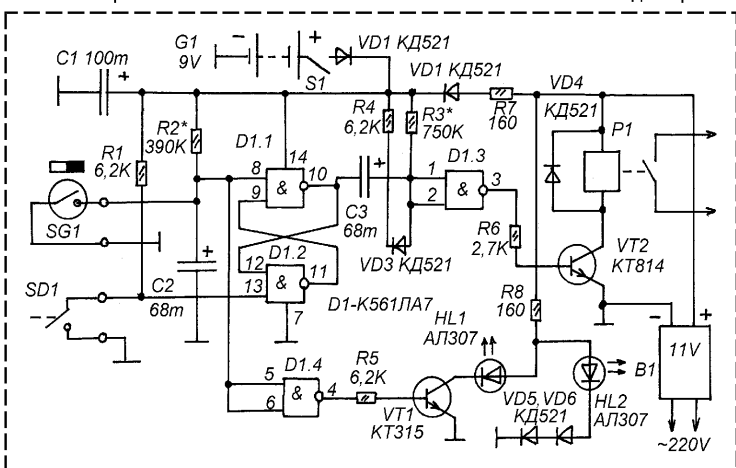 C1 100m
+
G1
9V
-
+
S1
VD1 КД521
VD1 КД521
R7
160
VD4
КД521
P1
R1
6,2K
R2*
390K
R4
6,2K
R3*
750K
D1.1
14
8
9
&
10
+
C3
68m
D1.3
1
2
&
3
R6
2,7K
VT2
КТ814
SG1
SD1
C2
68m
+
D1.2
12
13
&
11
7
VD3 КД521
D1-К561ЛА7
R8
160
HL1
АЛ307
D1.4
5
6
&
4
R5
6,2K
VT1
КТ315
VD5, VD6
КД521
HL2
АЛ307
B1
-
+
11V
~220V